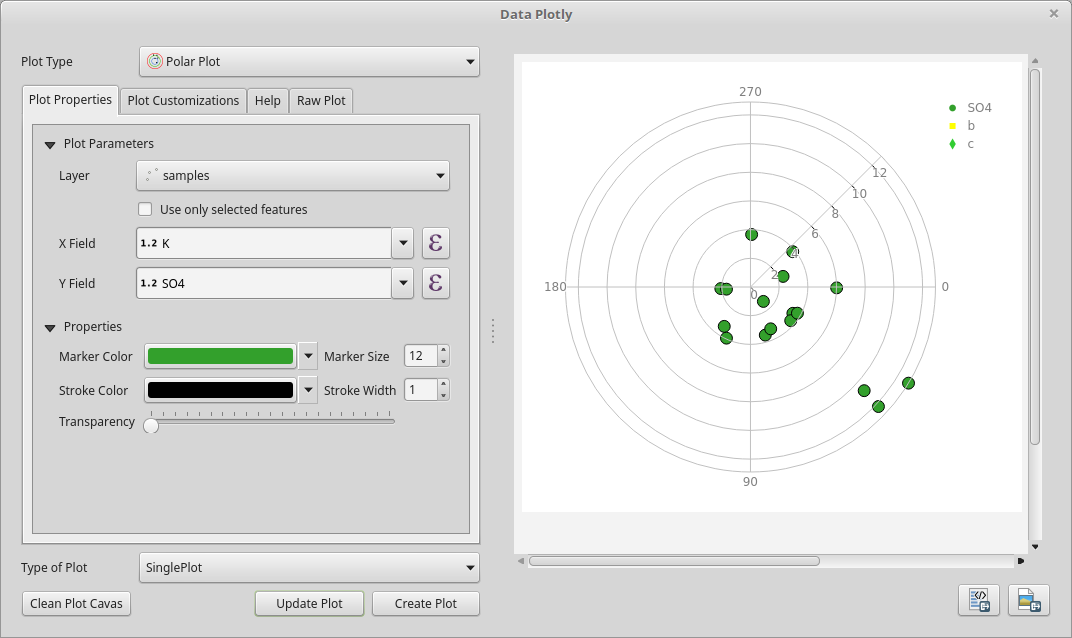 Data Plotly
Plot Type
Polar Plot
Plot Properties
Plot Customizations
Help
Raw Plot
Plot Parameters
Layer
samples
Use only selected features
X Field
1.2 K
ε
Y Field
1.2 SO4
ε
Properties
Marker Color
Marker Size
12
Stroke Color
Stroke Width
1
Transparency
Type of Plot
SinglePlot
Clean Plot Cavas
Update Plot
Create Plot
270
SO4
b
c
12
10
8
6
4
2
0
180
0
90